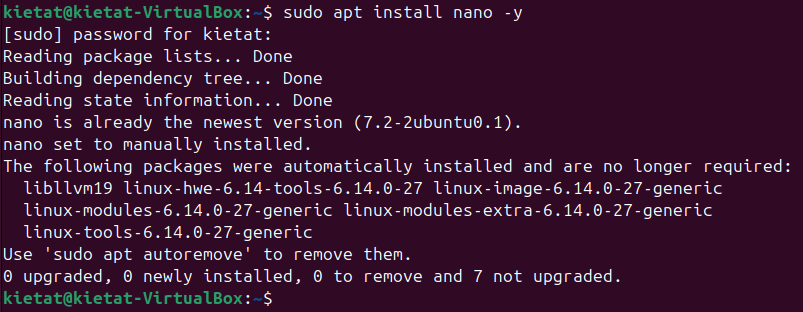 kietat@kietat-VirtualBox:~$ sudo apt install nano -y
[sudo] password for kietat:
Reading package lists... Done
Building dependency tree... Done
Reading state information... Done
nano is already the newest version (7.2-2ubuntu0.1).
nano set to manually installed.
The following packages were automatically installed and are no longer required:
  libllvm19 linux-hwe-6.14-tools-6.14.0-27 linux-image-6.14.0-27-generic
  linux-modules-6.14.0-27-generic linux-modules-extra-6.14.0-27-generic
  linux-tools-6.14.0-27-generic
Use 'sudo apt autoremove' to remove them.
0 upgraded, 0 newly installed, 0 to remove and 7 not upgraded.
kietat@kietat-VirtualBox:~$